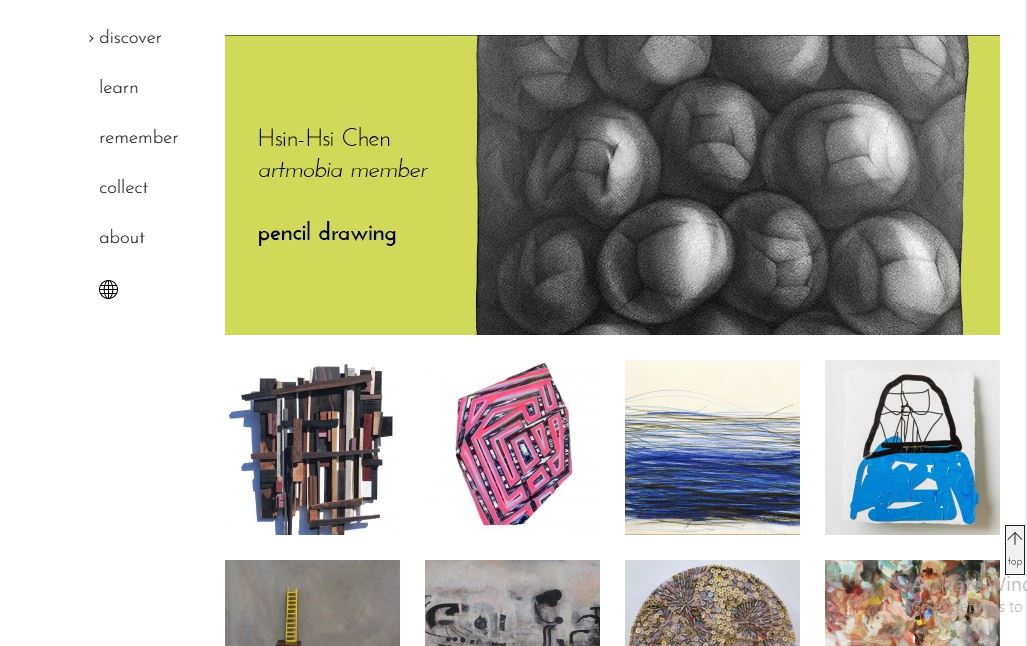 › discover
learn
remember
collect
about
Hsin-Hsi Chen
artmobia member
pencil drawing
top